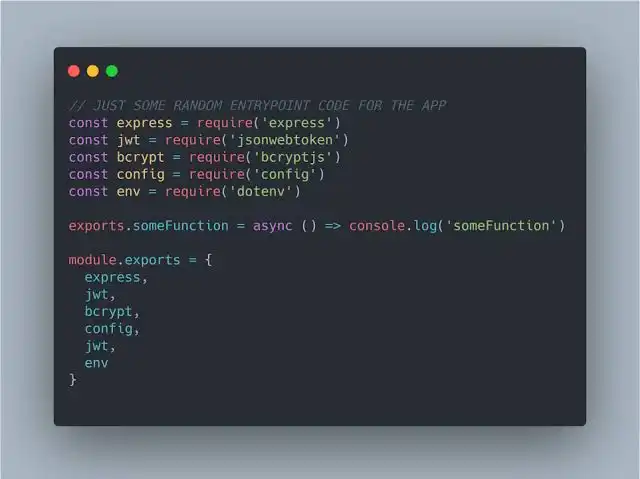 // JUST SOME RANDOM ENTRYPOINT CODE FOR THE APP
const express = require('express')
const jwt = require('jsonwebtoken')
const bcrypt = require('bcryptjs')
const config = require('config')
const env = require('dotenv')

exports.someFunction = async () => console.log('someFunction')

module.exports = {
  express,
  jwt,
  bcrypt,
  config,
  jwt,
  env
}